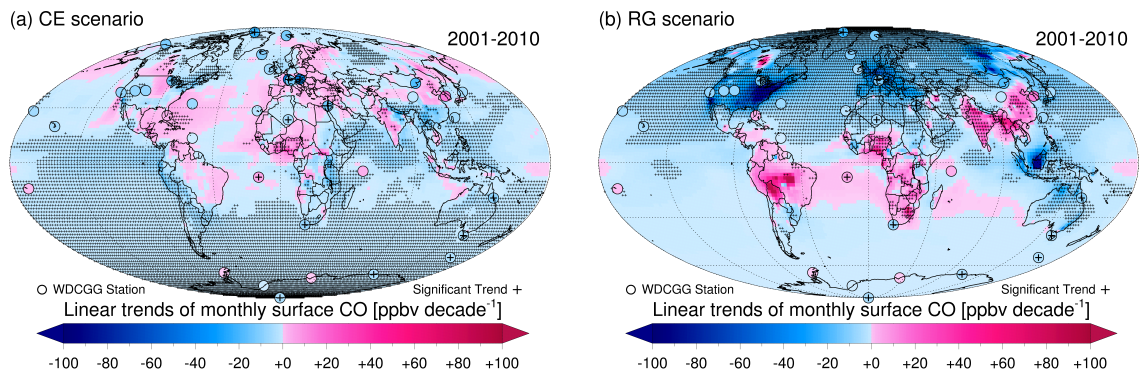 (a) CE scenario
2001-2010
WDCGG Station
Significant Trend +
Linear trends of monthly surface CO [ppbv decade⁻¹]
-100 -80 -60 -40 -20 +0 +20 +40 +60 +80 +100
(b) RG scenario
2001-2010
WDCGG Station
Significant Trend +
Linear trends of monthly surface CO [ppbv decade⁻¹]
-100 -80 -60 -40 -20 +0 +20 +40 +60 +80 +100